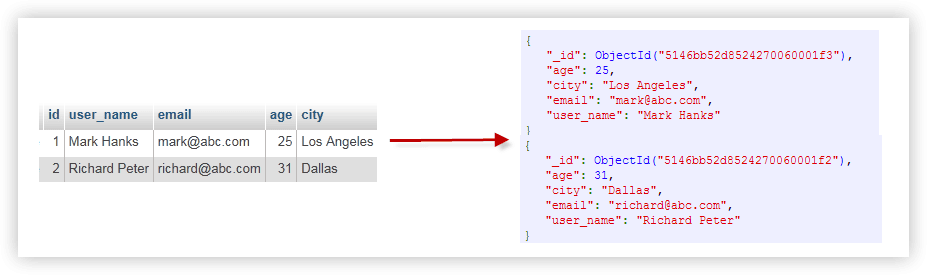 id user_name email age city
1 Mark Hanks mark@abc.com 25 Los Angeles
2 Richard Peter richard@abc.com 31 Dallas
{
"_id": ObjectId("5146bb52d8524270060001f3"),
"age": 25,
"city": "Los Angeles",
"email": "mark@abc.com",
"user_name": "Mark Hanks"
}
{
"_id": ObjectId("5146bb52d8524270060001f2"),
"age": 31,
"city": "Dallas",
"email": "richard@abc.com",
"user_name": "Richard Peter"
}